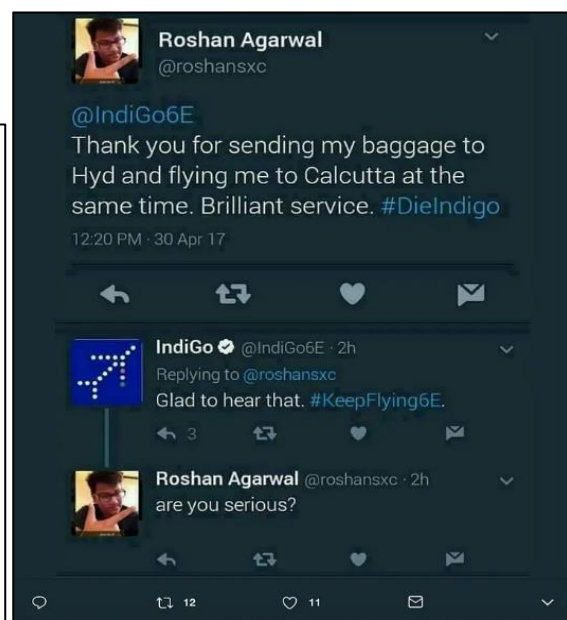 Roshan Agarwal
@roshansxc
@IndiGo6E
Thank you for sending my baggage to
Hyd and flying me to Calcutta at the
same time. Brilliant service. #DieIndigo
12:20 PM · 30 Apr 17
IndiGo @IndiGo6E · 2h
Replying to @roshansxc
Glad to hear that. #KeepFlying6E.
3
Roshan Agarwal @roshansxc · 2h
are you serious?
12 11